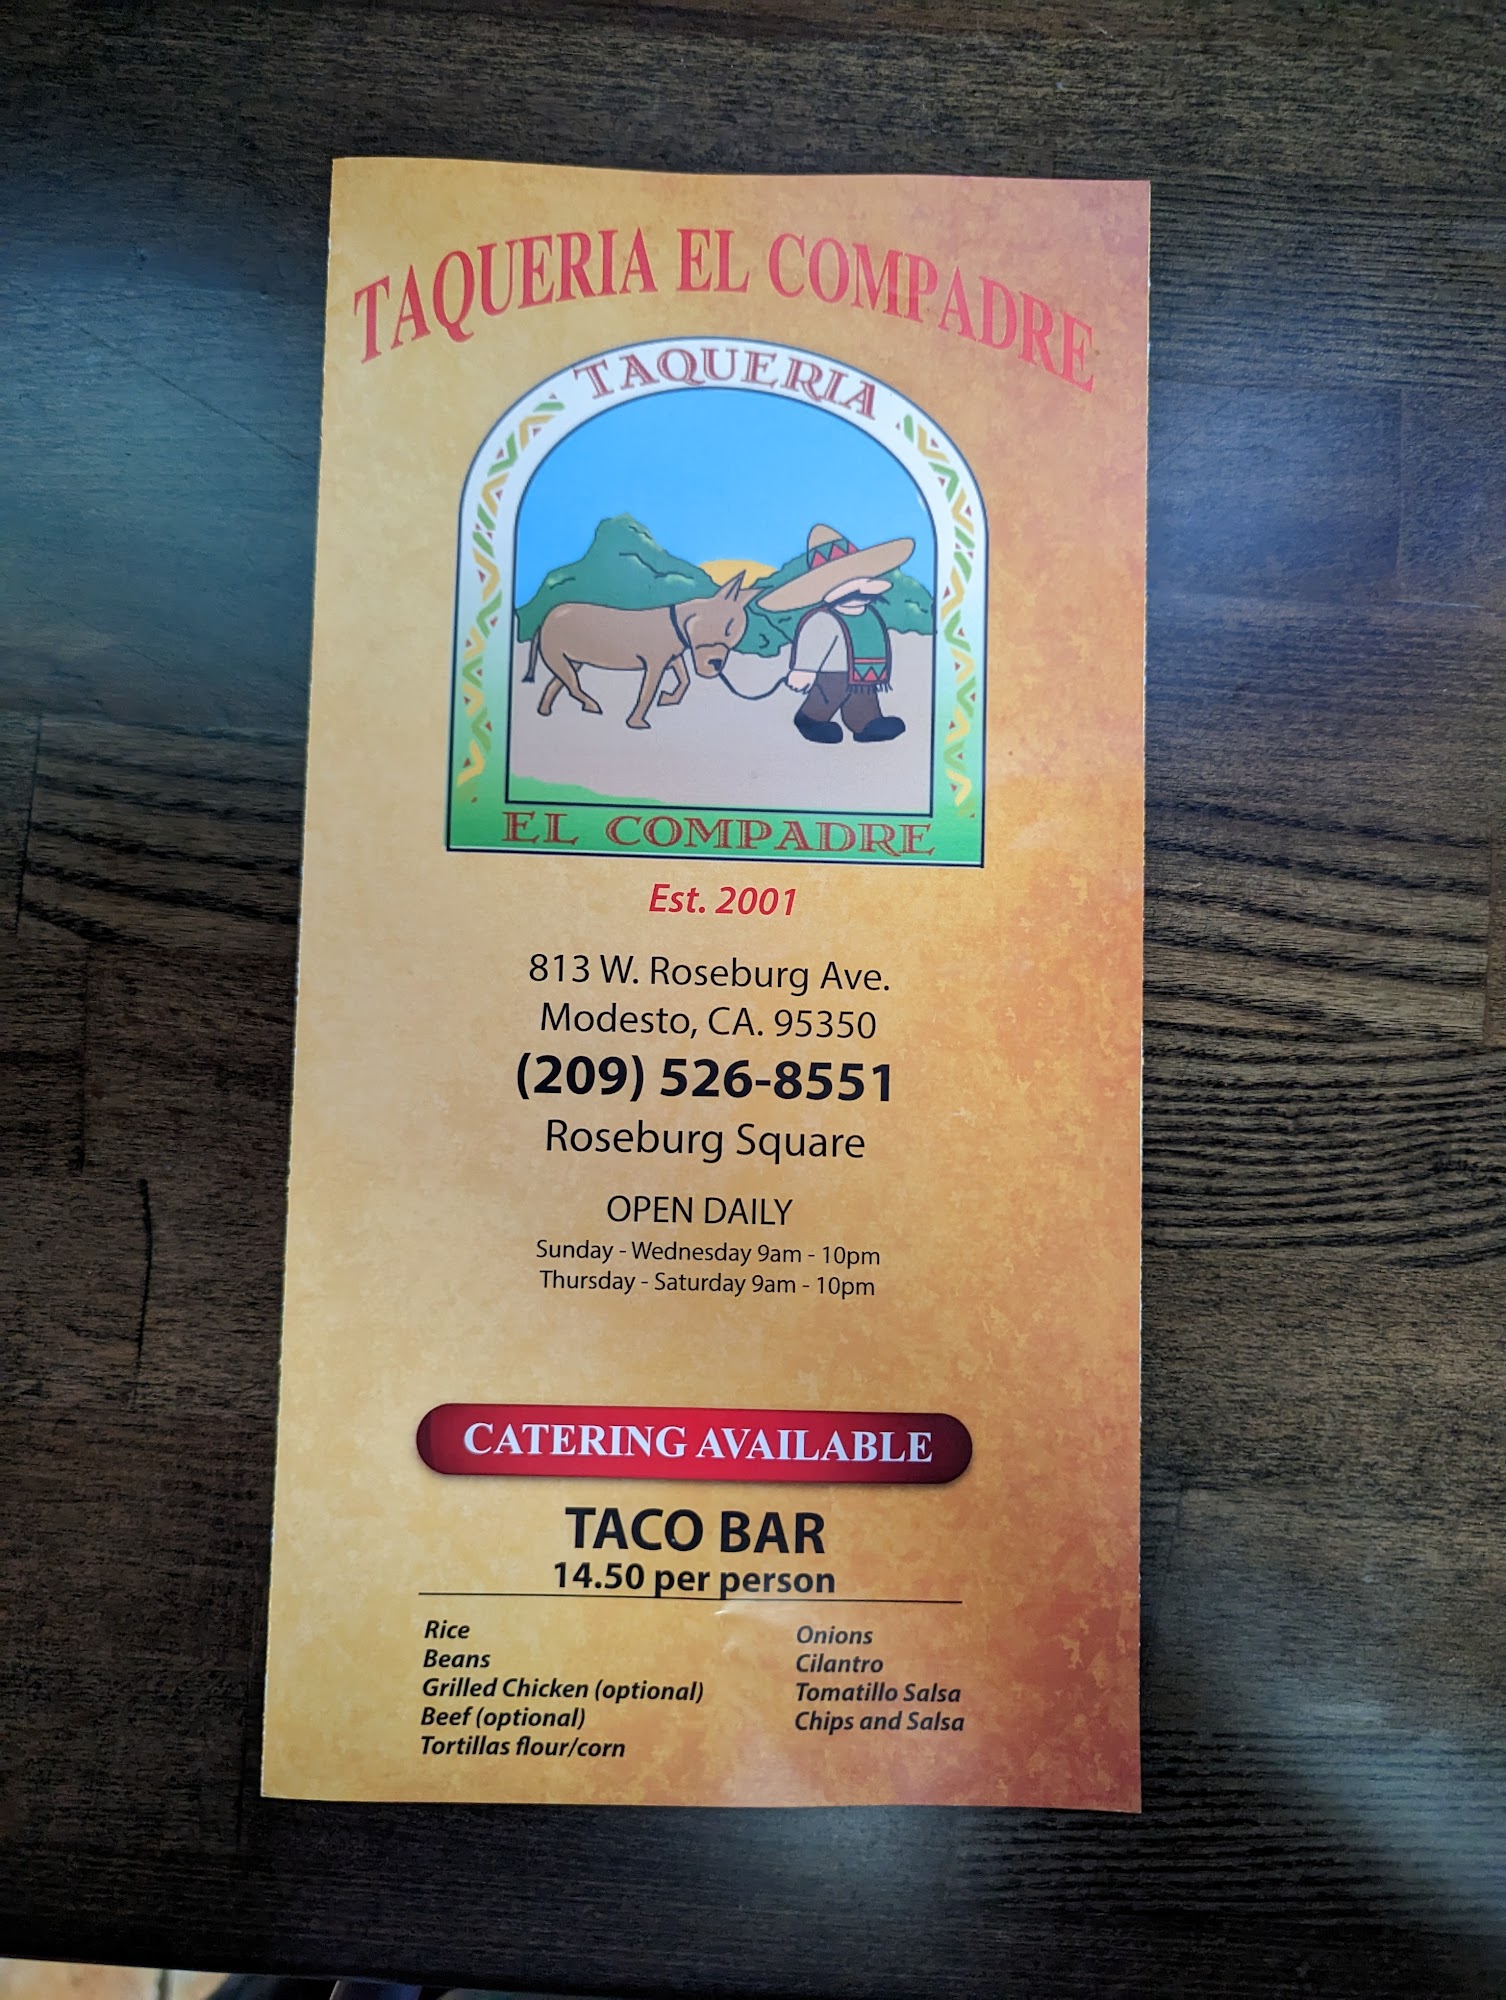 TAQUERIA EL COMPADRE
TAQUERIA
EL COMPADRE
Est. 2001
813 W. Roseburg Ave.
Modesto, CA. 95350
(209) 526-8551
Roseburg Square
OPEN DAILY
Sunday - Wednesday 9am - 10pm
Thursday - Saturday 9am - 10pm
CATERING AVAILABLE
TACO BAR
14.50 per person
Rice
Beans
Grilled Chicken (optional)
Beef (optional)
Tortillas flour/corn
Onions
Cilantro
Tomatillo Salsa
Chips and Salsa